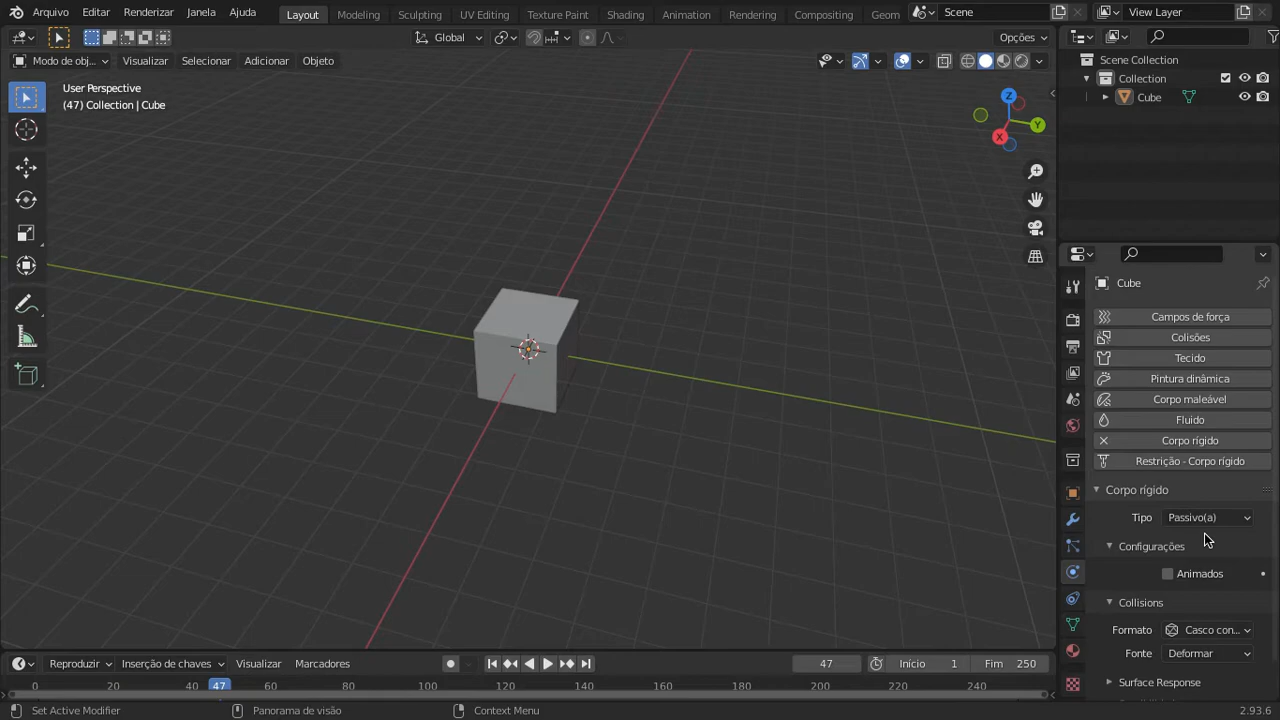 Arquivo Editar Renderizar Janela Ajuda Layout Modeling Sculpting UV Editing Texture Paint Shading Animation Rendering Compositing Geom Scene View Layer
Global Opções
Modo de obj... Visualizar Selecionar Adicionar Objeto
User Perspective
(47) Collection | Cube
Z
Y
X
Scene Collection
Collection
Cube
Cube
Campos de força
Colisões
Tecido
Pintura dinâmica
Corpo maleável
Fluido
Corpo rígido
Restrição - Corpo rígido
Corpo rígido
Tipo Passivo(a)
Configurações
Animados
Collisions
Formato Casco con...
Fonte Deformar
Surface Response
Reproduzir Inserção de chaves Visualizar Marcadores 47 Início 1 Fim 250
0 20 40 47 60 80 100 120 140 160 180 200 220 240
Set Active Modifier Panorama de visão Context Menu 2.93.6